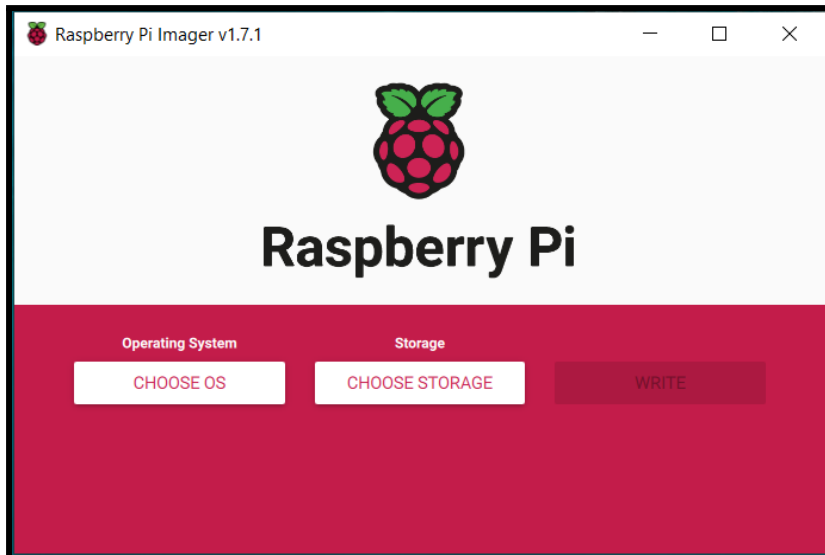 Raspberry Pi Imager v1.7.1
Raspberry Pi
Operating System Storage
CHOOSE OS CHOOSE STORAGE WRITE